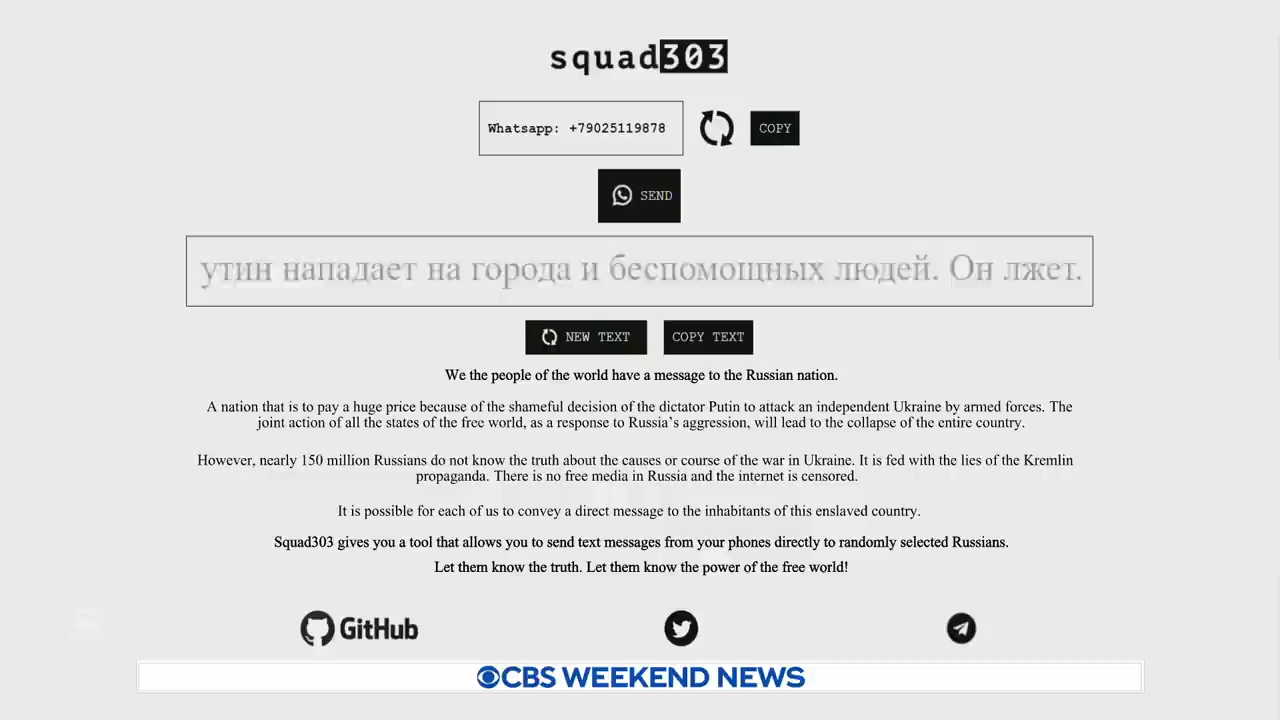 squad303
Whatsapp: +79025119878
COPY
SEND
утин нападает на города и беспомощных людей. Он лжет.
NEW TEXT
COPY TEXT
We the people of the world have a message to the Russian nation.
A nation that is to pay a huge price because of the shameful decision of the dictator Putin to attack an independent Ukraine by armed forces. The
joint action of all the states of the free world, as a response to Russia's aggression, will lead to the collapse of the entire country.
However, nearly 150 million Russians do not know the truth about the causes or course of the war in Ukraine. It is fed with the lies of the Kremlin
propaganda. There is no free media in Russia and the internet is censored.
It is possible for each of us to convey a direct message to the inhabitants of this enslaved country.
Squad303 gives you a tool that allows you to send text messages from your phones directly to randomly selected Russians.
Let them know the truth. Let them know the power of the free world!
GitHub
CBS WEEKEND NEWS